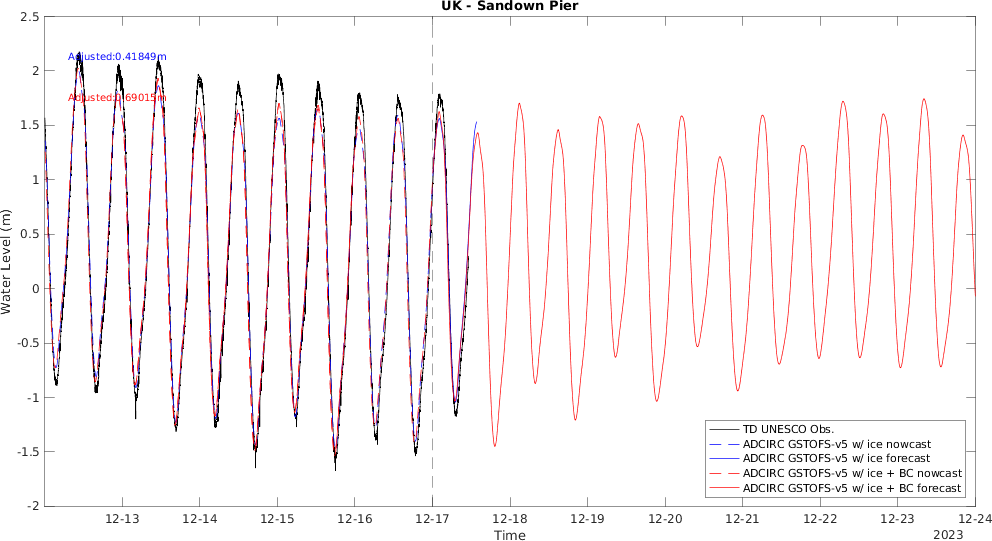 UK - Sandown Pier
2.5
2
1.5
1
0.5
0
-0.5
-1
-1.5
-2
Water Level (m)
Adjusted:0.41849m
Adjusted:0.69015m
TD UNESCO Obs.
ADCIRC GSTOFS-v5 w/ ice nowcast
ADCIRC GSTOFS-v5 w/ ice forecast
ADCIRC GSTOFS-v5 w/ ice + BC nowcast
ADCIRC GSTOFS-v5 w/ ice + BC forecast
12-13 12-14 12-15 12-16 12-17 12-18 12-19 12-20 12-21 12-22 12-23 12-24
Time
2023